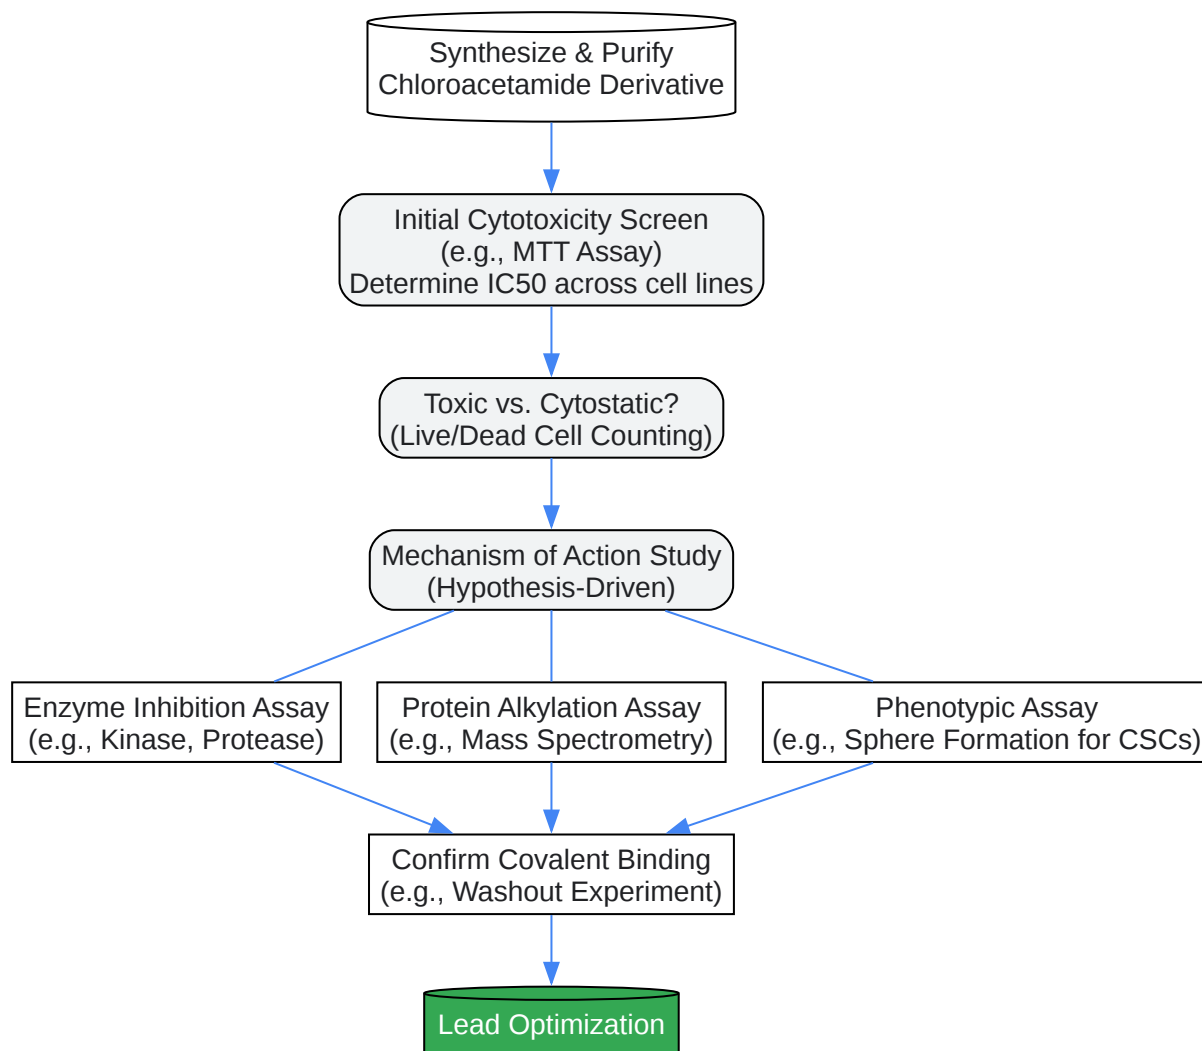 Synthesize & Purify
Chloroacetamide Derivative
Initial Cytotoxicity Screen
(e.g., MTT Assay)
Determine IC50 across cell lines
Toxic vs. Cytostatic?
(Live/Dead Cell Counting)
Mechanism of Action Study
(Hypothesis-Driven)
Enzyme Inhibition Assay
(e.g., Kinase, Protease)
Protein Alkylation Assay
(e.g., Mass Spectrometry)
Phenotypic Assay
(e.g., Sphere Formation for CSCs)
Confirm Covalent Binding
(e.g., Washout Experiment)
Lead Optimization